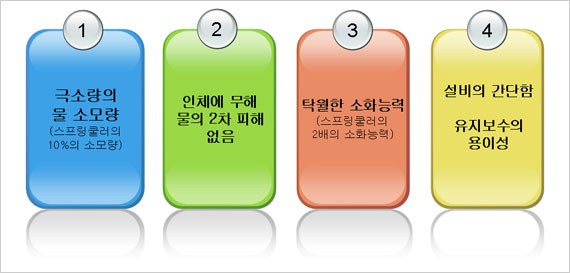 1
극소량의
물 소모량
(스프링쿨러의
10%의 소모량)
2
인체에 무해
물의 2차 피해
없음
3
탁월한 소화능력
(스프링쿨러의
2배의 소화능력)
4
설비의 간단함
유지보수의
용이성